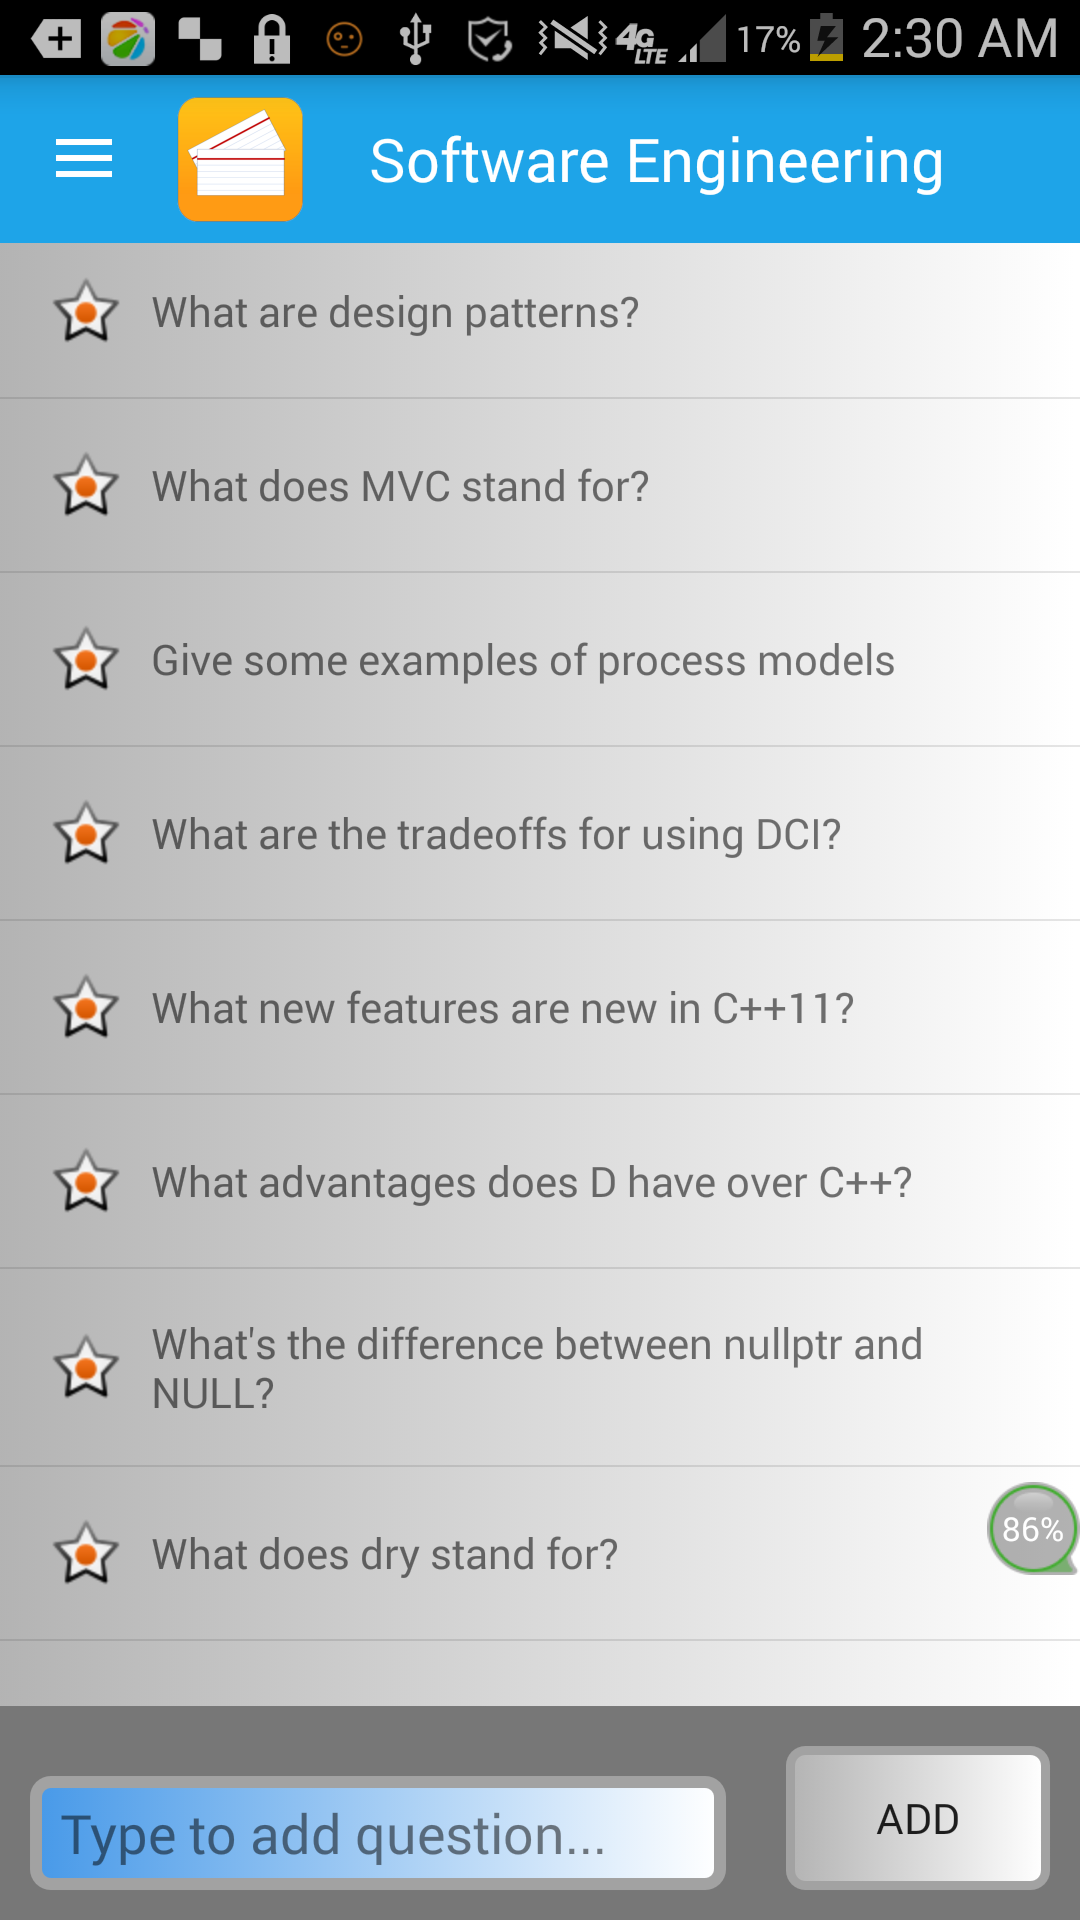 4G LTE 17% 2:30 AM
Software Engineering
What are design patterns?
What does MVC stand for?
Give some examples of process models
What are the tradeoffs for using DCI?
What new features are new in C++11?
What advantages does D have over C++?
What's the difference between nullptr and
NULL?
86%
What does dry stand for?
Type to add question...
ADD